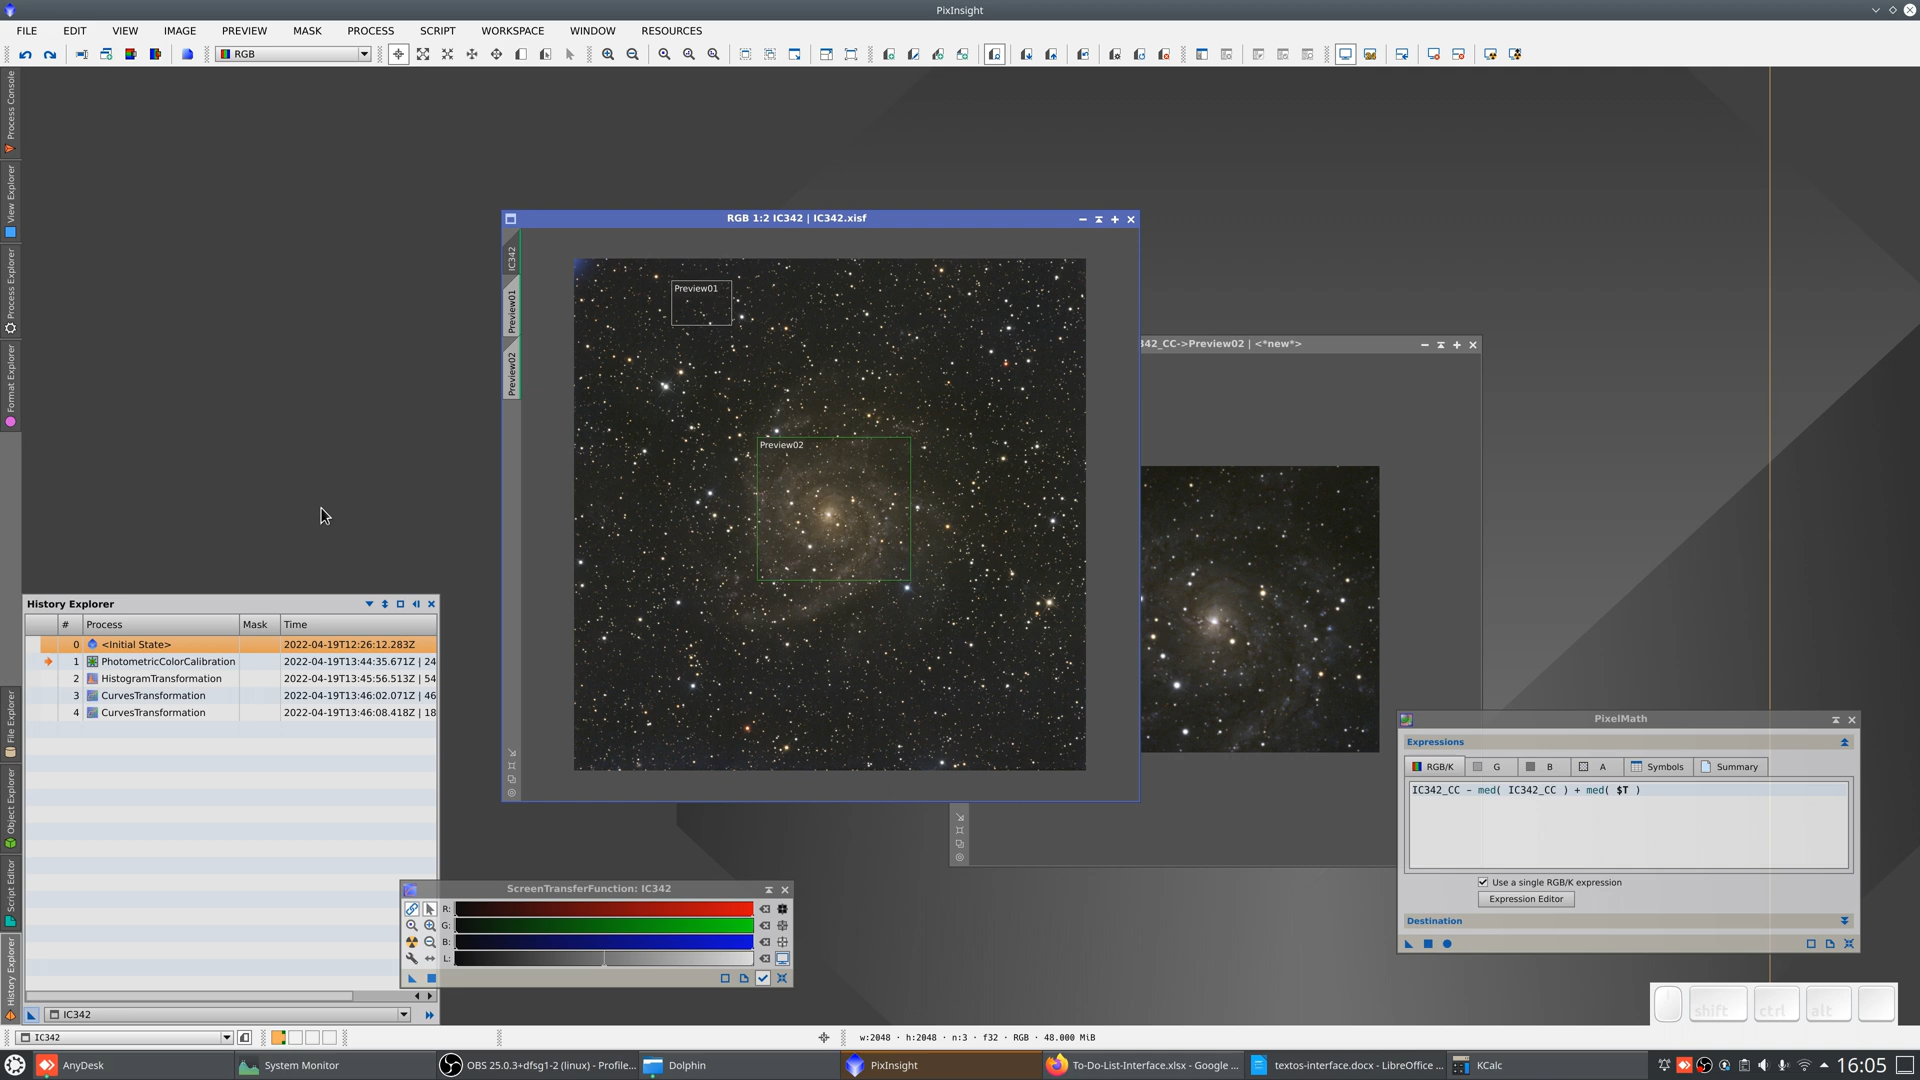 PixInsight
FILE EDIT VIEW IMAGE PREVIEW MASK PROCESS SCRIPT WORKSPACE WINDOW RESOURCES
RGB
Process Console
View Explorer
Process Explorer
Format Explorer
File Explorer
Object Explorer
Script Editor
History Explorer
RGB 1:2 IC342 | IC342.xisf
IC342
Preview01
Preview02
Preview01
Preview02
342_CC->Preview02 | <*new*>
History Explorer
# Process Mask Time
0 <Initial State> 2022-04-19T12:26:12.283Z
1 PhotometricColorCalibration 2022-04-19T13:44:35.671Z | 24
2 HistogramTransformation 2022-04-19T13:45:56.513Z | 54
3 CurvesTransformation 2022-04-19T13:46:02.071Z | 46
4 CurvesTransformation 2022-04-19T13:46:08.418Z | 18
IC342
ScreenTransferFunction: IC342
R:
G:
B:
L:
PixelMath
Expressions
RGB/K G B A Symbols Summary
IC342_CC - med( IC342_CC ) + med( $T )
Use a single RGB/K expression
Expression Editor
Destination
shift ctrl alt
IC342
w:2048 · h:2048 · n:3 · f32 · RGB · 48.000 MiB
AnyDesk System Monitor OBS 25.0.3+dfsg1-2 (linux) - Profile... Dolphin PixInsight To-Do-List-Interface.xlsx - Google ... textos-interface.docx - LibreOffice ... KCalc 16:05